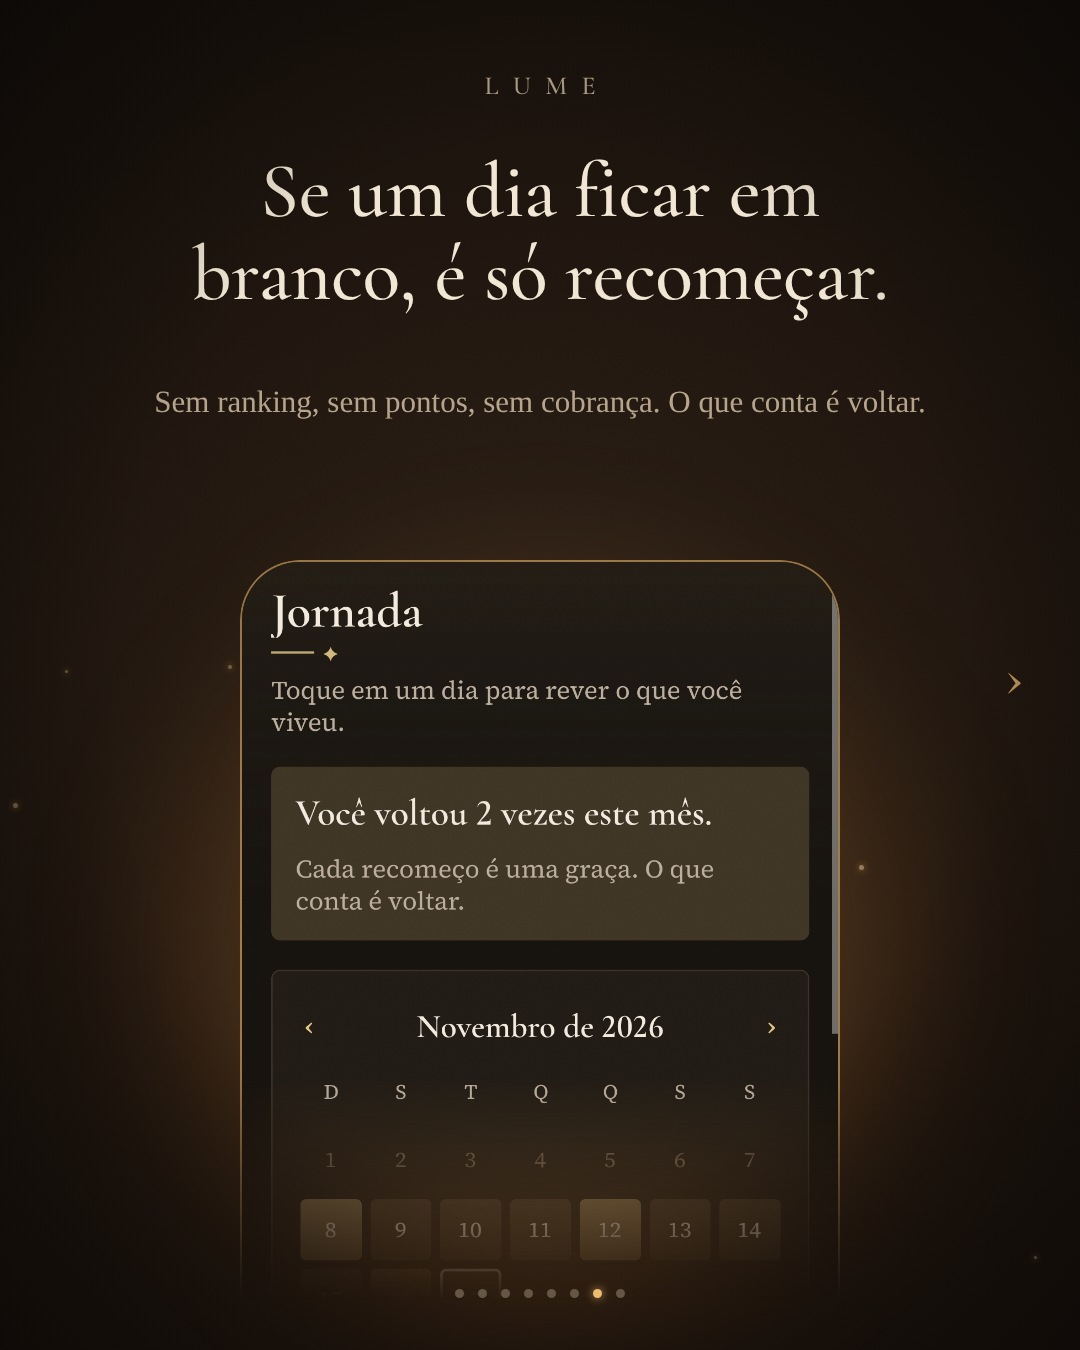 LUME
Se um dia ficar em
branco, é só recomeçar.
Sem ranking, sem pontos, sem cobrança. O que conta é voltar.
Jornada
Toque em um dia para rever o que você
viveu.
Você voltou 2 vezes este mês.
Cada recomeço é uma graça. O que
conta é voltar.
‹ Novembro de 2026 ›
D S T Q Q S S
1 2 3 4 5 6 7
8 9 10 11 12 13 14